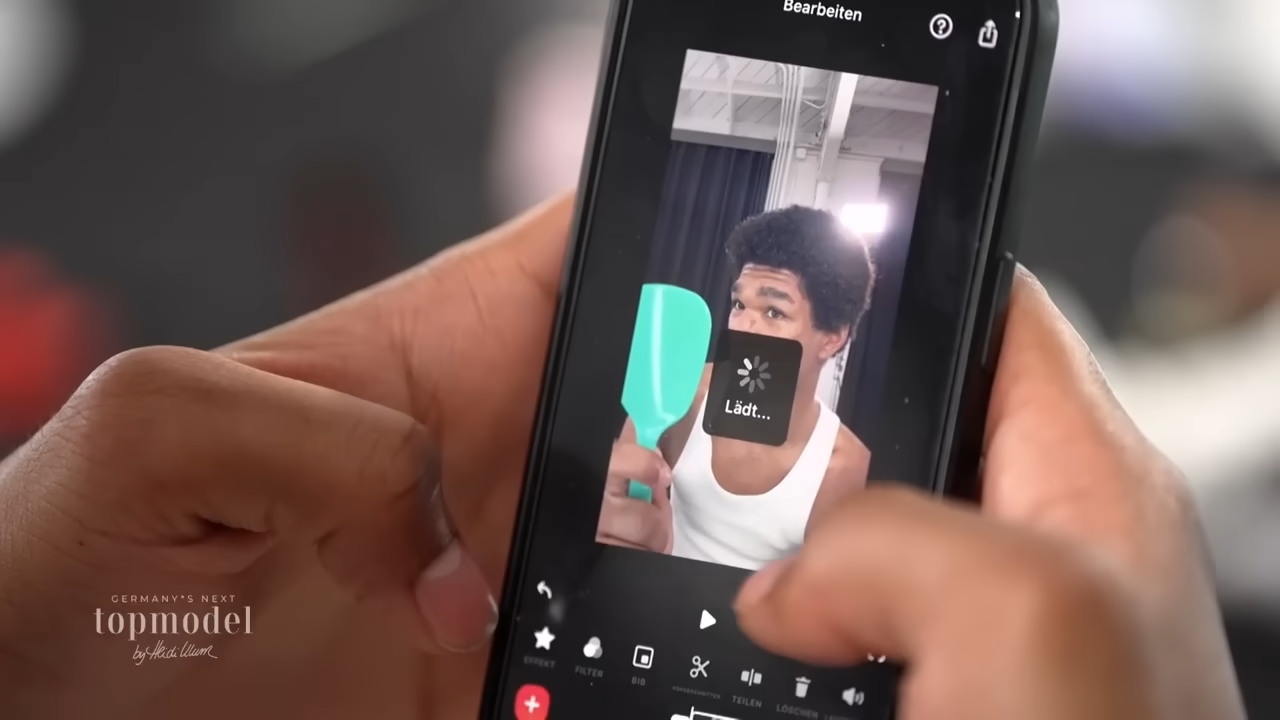 Bearbeiten
Lädt...
EFFEKT
FILTER
BIB
TEILEN
LÖSCHEN
GERMANY*S NEXT
topmodel
by Heidi Klum